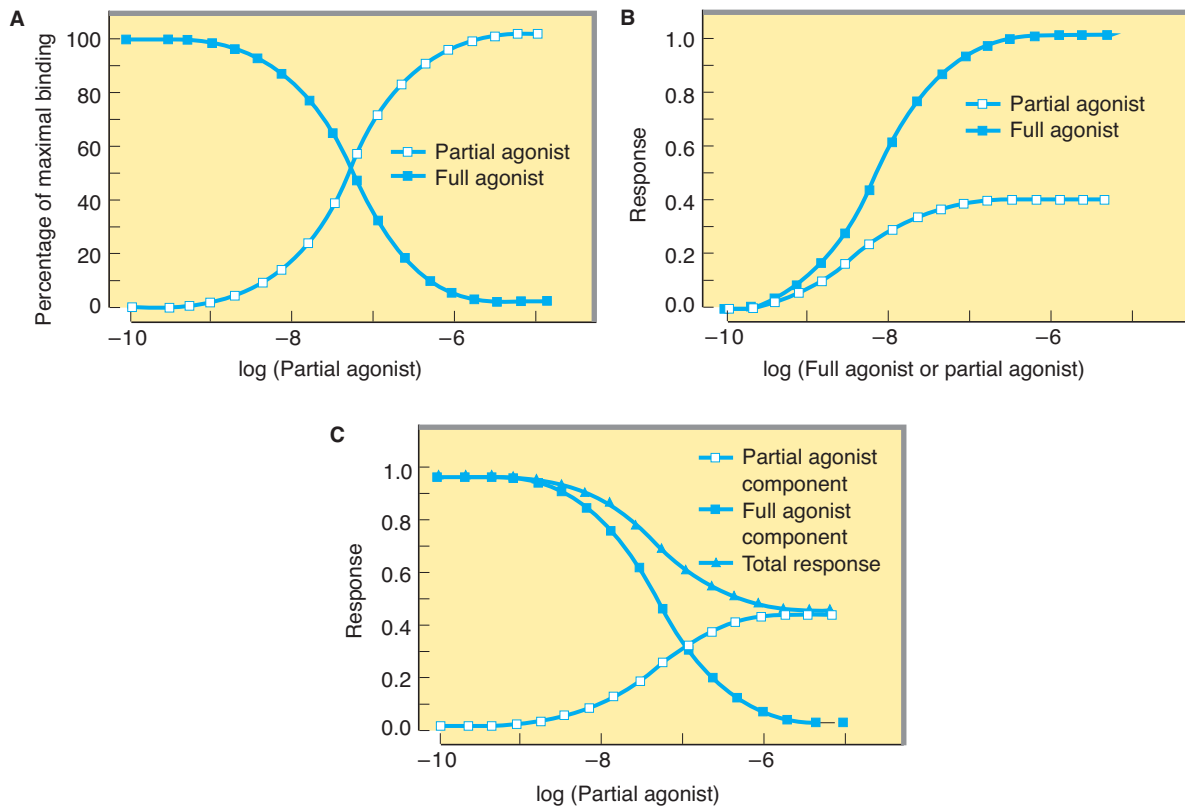 A
Percentage of maximal binding
100
80
60
40
20
0
Partial agonist
Full agonist
−10
−8
−6
log (Partial agonist)
B
Response
1.0
0.8
0.6
0.4
0.2
0.0
Partial agonist
Full agonist
−10
−8
−6
log (Full agonist or partial agonist)
C
Response
1.0
0.8
0.6
0.4
0.2
0.0
Partial agonist
component
Full agonist
component
Total response
−10
−8
−6
log (Partial agonist)